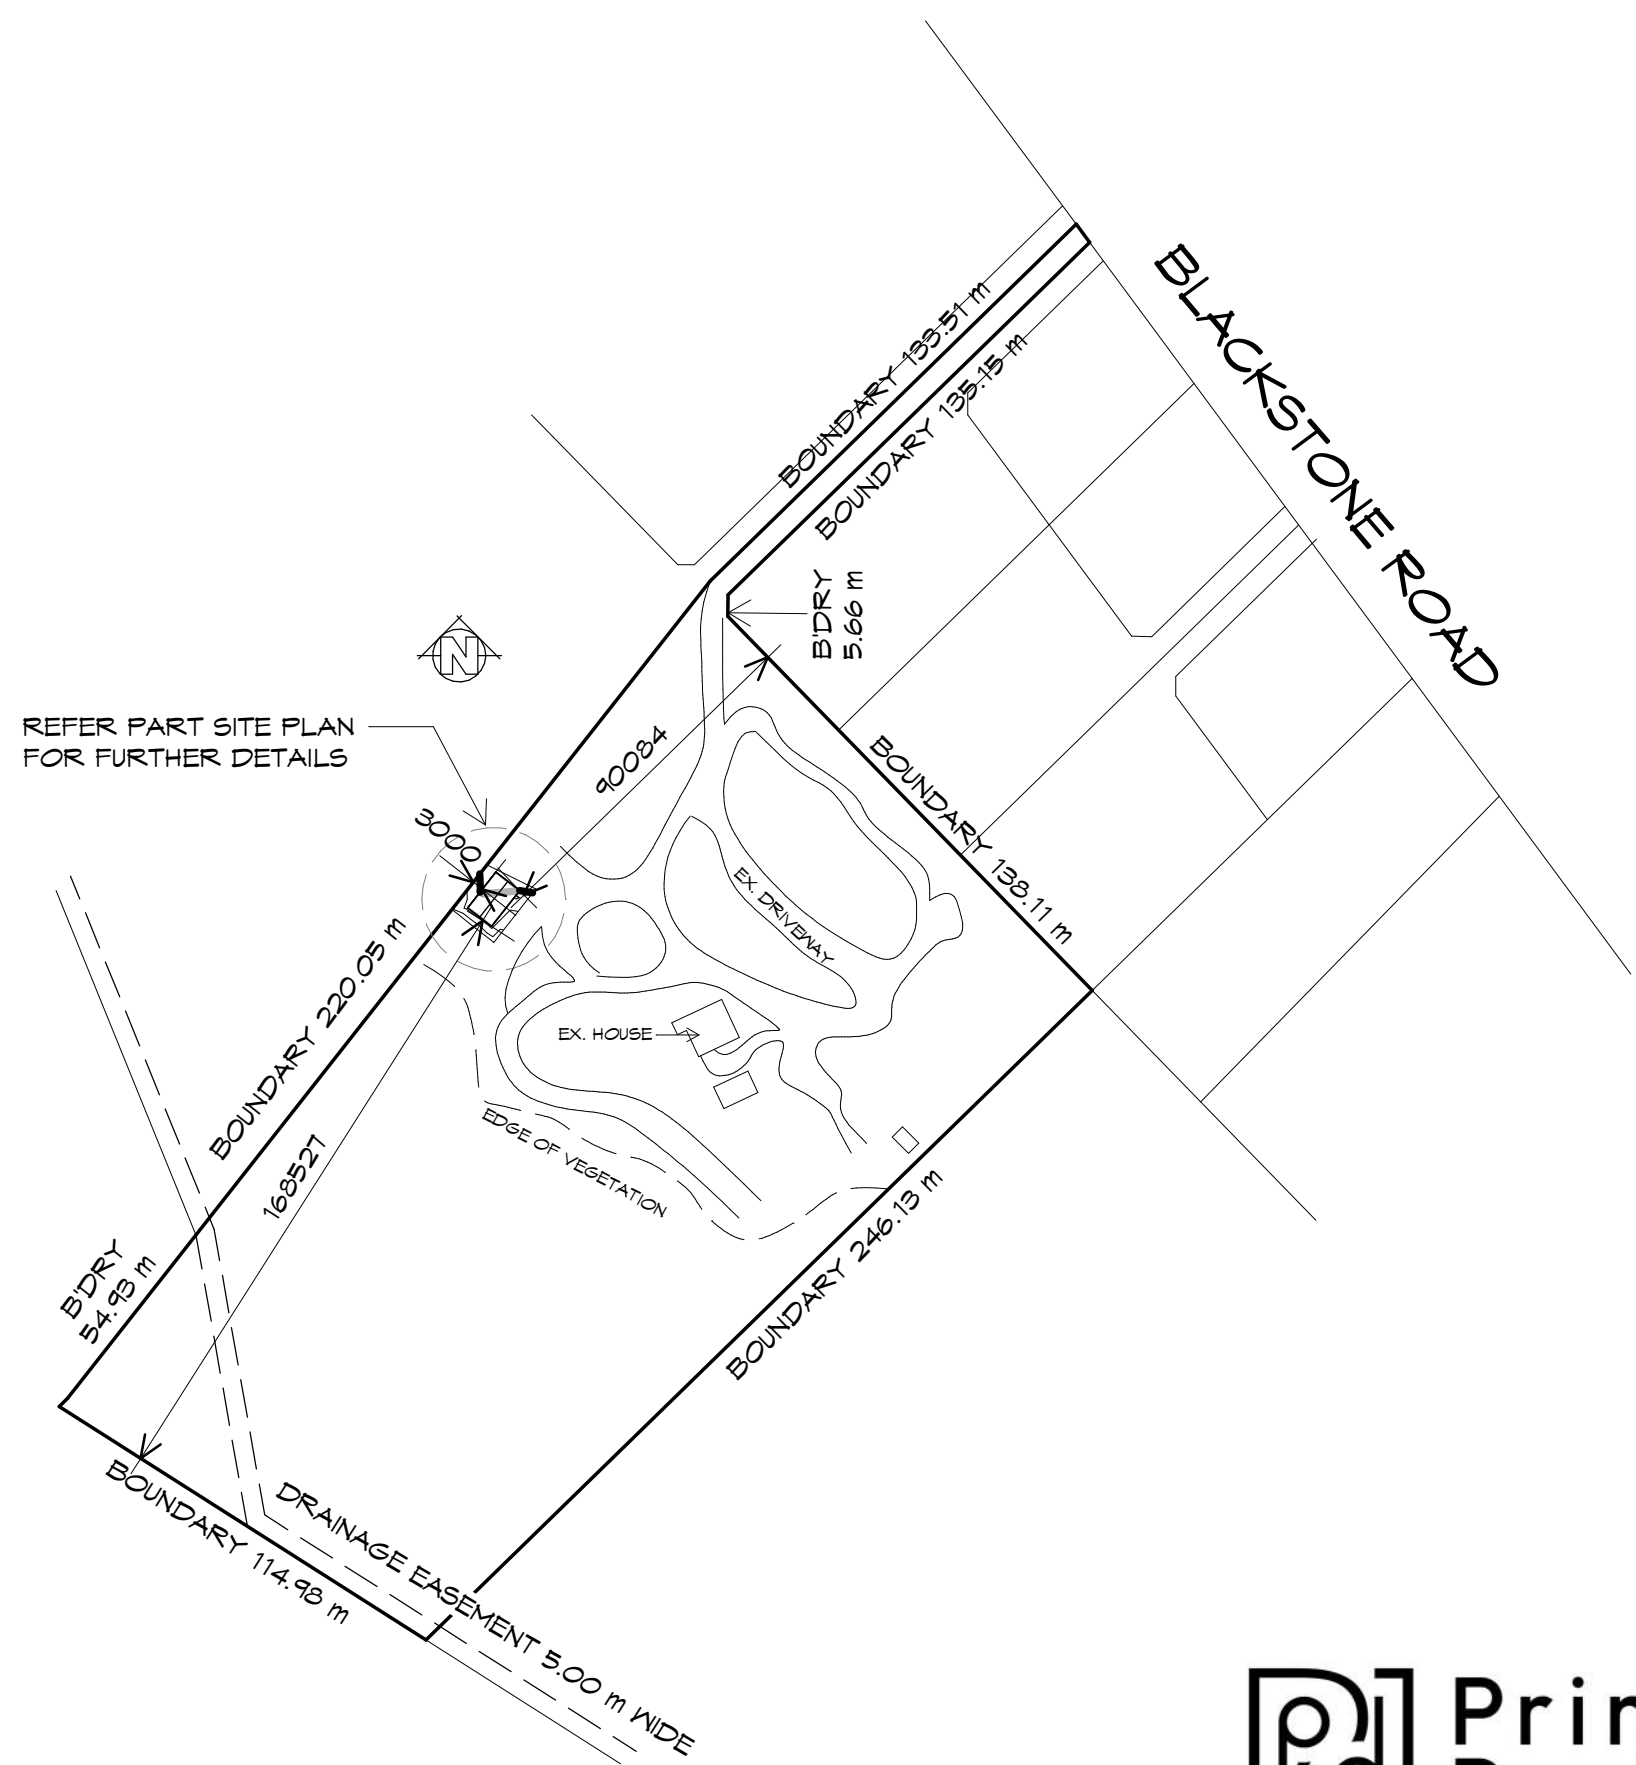 BLACKSTONE ROAD
BOUNDARY 133.51 m
BOUNDARY 135.15 m
B'DRY
5.66 m
N
REFER PART SITE PLAN
FOR FURTHER DETAILS
90084
3000
BOUNDARY 138.11 m
EX. DRIVEWAY
BOUNDARY 220.05 m
EX. HOUSE
EDGE OF VEGETATION
168527
B'DRY
54.93 m
BOUNDARY 246.13 m
BOUNDARY 114.98 m
DRAINAGE EASEMENT 5.00 m WIDE
Prin